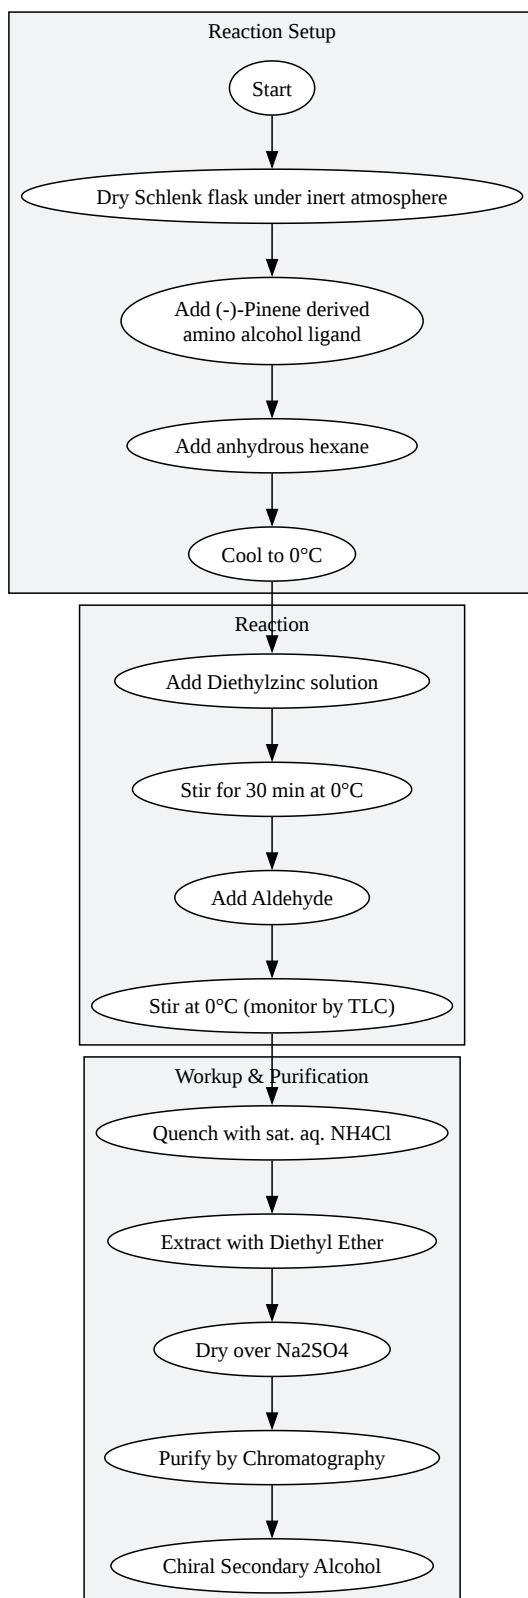 Reaction Setup
Start
Dry Schlenk flask under inert atmosphere
Add (-)-Pinene derived
amino alcohol ligand
Add anhydrous hexane
Cool to 0°C
Reaction
Add Diethylzinc solution
Stir for 30 min at 0°C
Add Aldehyde
Stir at 0°C (monitor by TLC)
Workup & Purification
Quench with sat. aq. NH4Cl
Extract with Diethyl Ether
Dry over Na2SO4
Purify by Chromatography
Chiral Secondary Alcohol